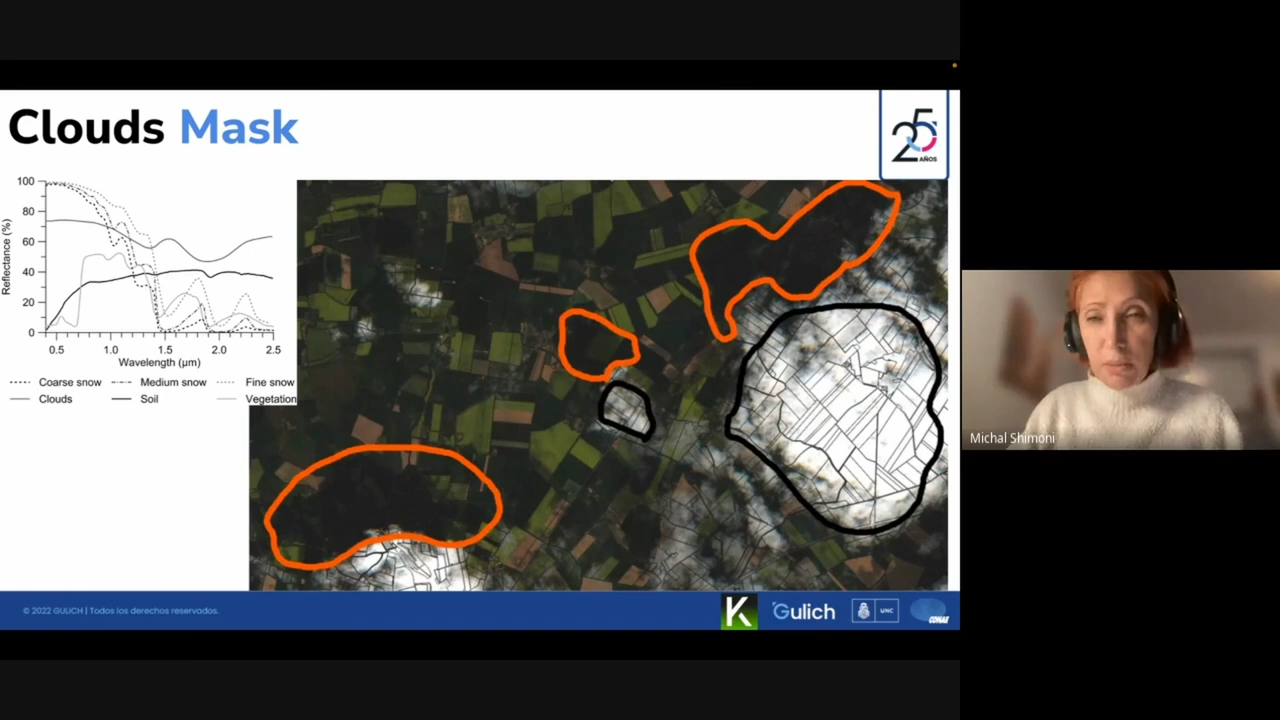 Clouds Mask
25
AÑOS
100
80
60
40
20
0
Reflectance (%)
0.5 1.0 1.5 2.0 2.5
Wavelength (µm)
Coarse snow Medium snow Fine snow
Clouds Soil Vegetation
Michal Shimoni
© 2022 GULICH | Todos los derechos reservados.
K
Gulich
UNC
CONAE